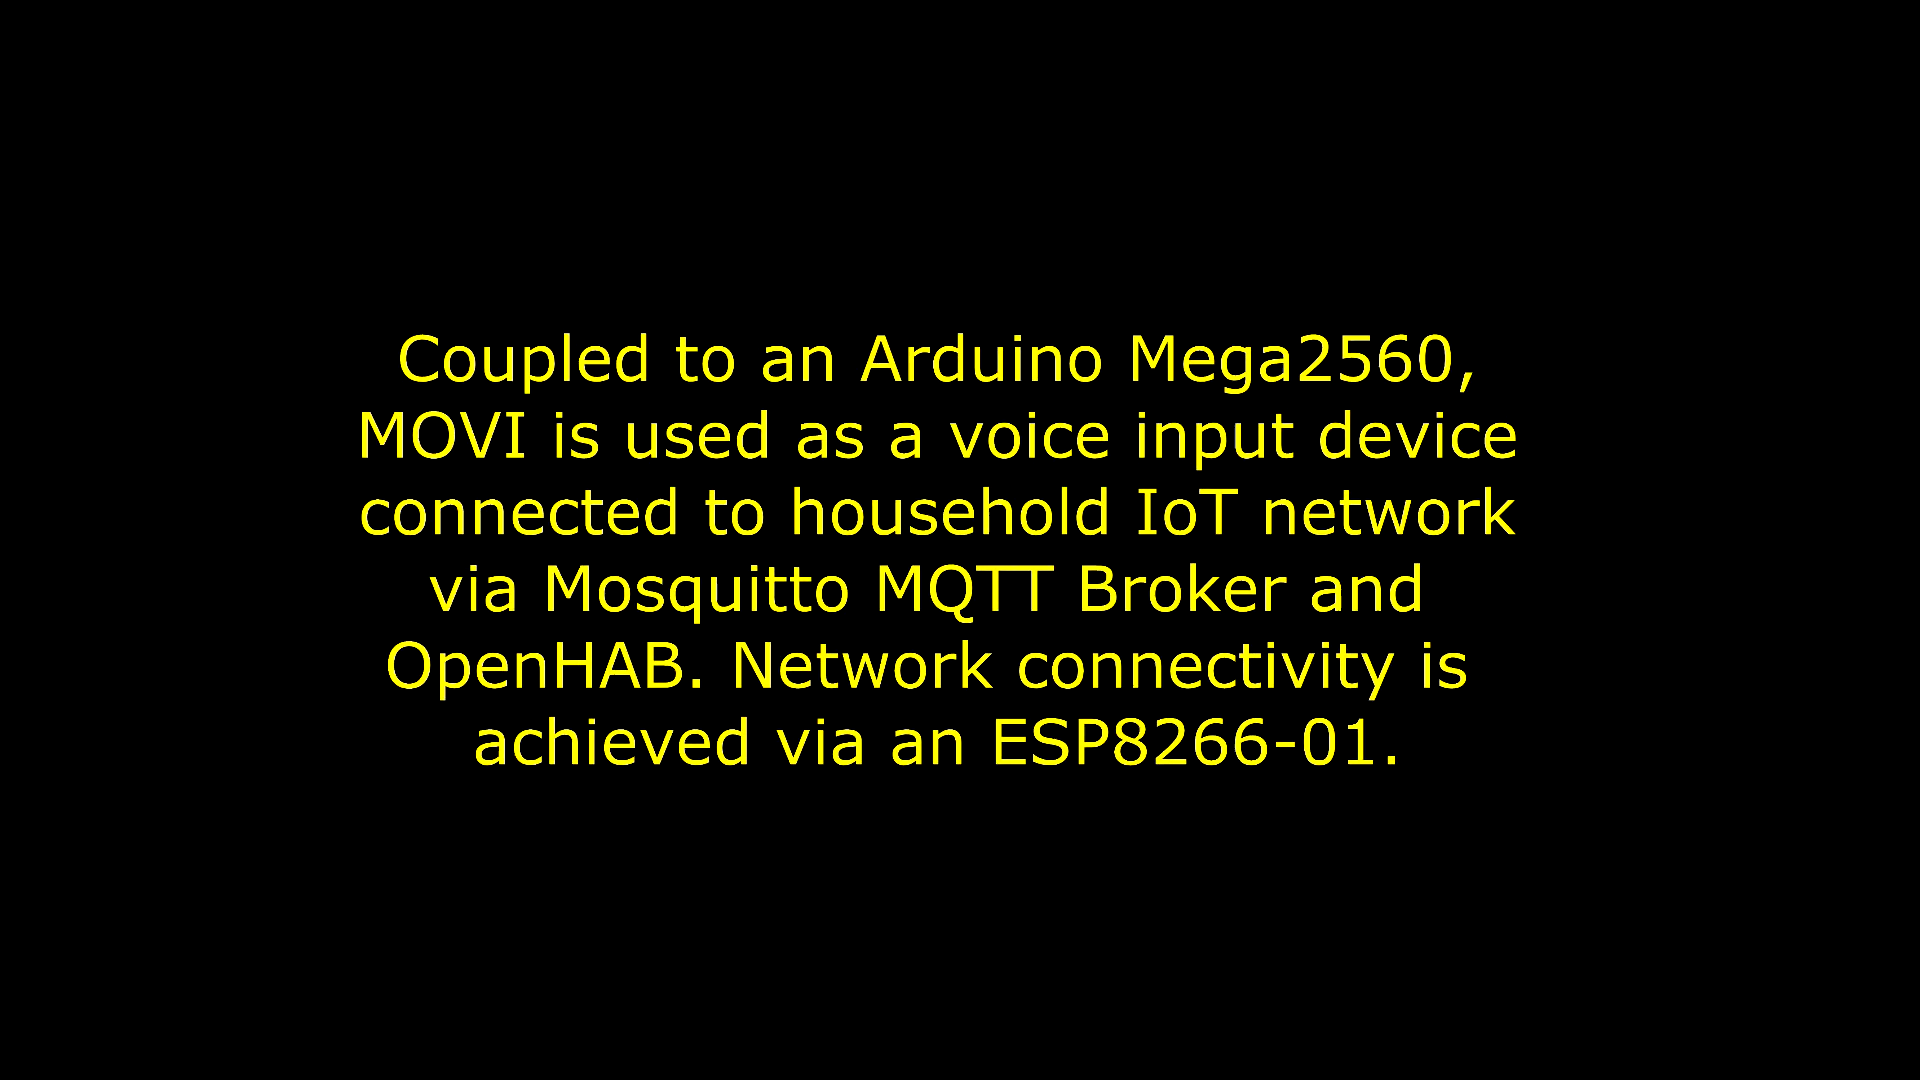 Coupled to an Arduino Mega2560,
MOVI is used as a voice input device
connected to household IoT network
via Mosquitto MQTT Broker and
OpenHAB. Network connectivity is
achieved via an ESP8266-01.